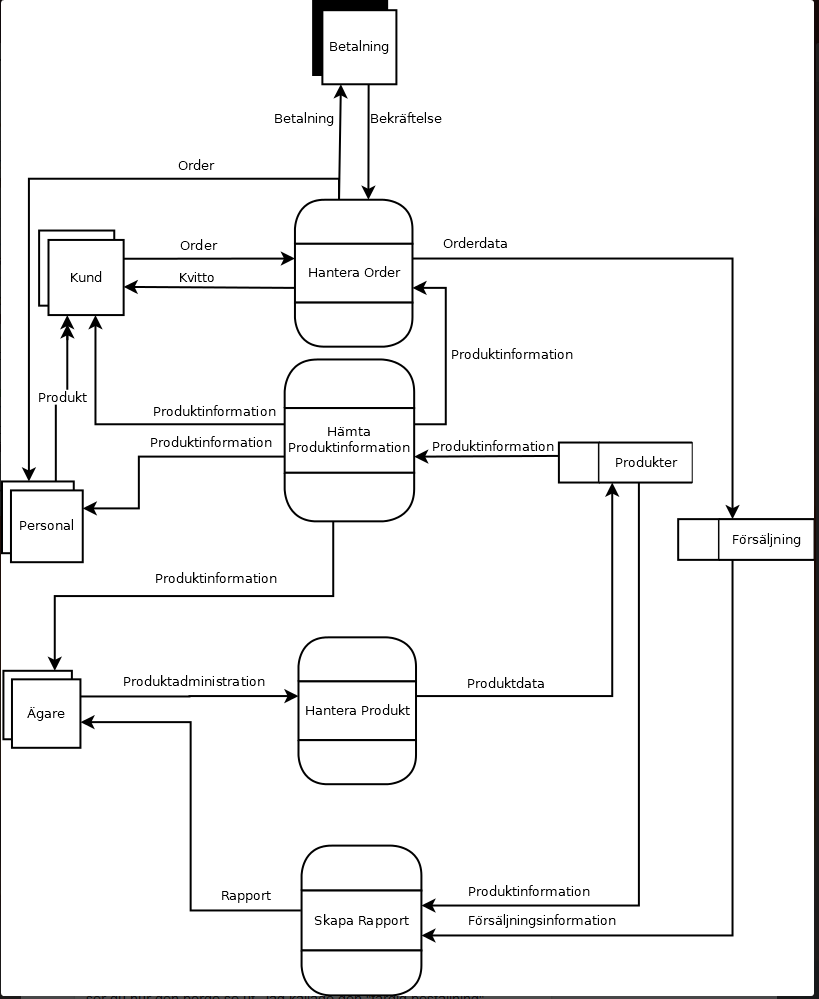 Betalning
Betalning
Bekräftelse
Order
Order
Orderdata
Kund
Hantera Order
Kvitto
Produktinformation
Produkt
Produktinformation
Hämta
Produktinformation
Produktinformation
Produktinformation
Produkter
Personal
Försäljning
Produktinformation
Produktadministration
Produktdata
Ägare
Hantera Produkt
Rapport
Produktinformation
Skapa Rapport
Försäljningsinformation